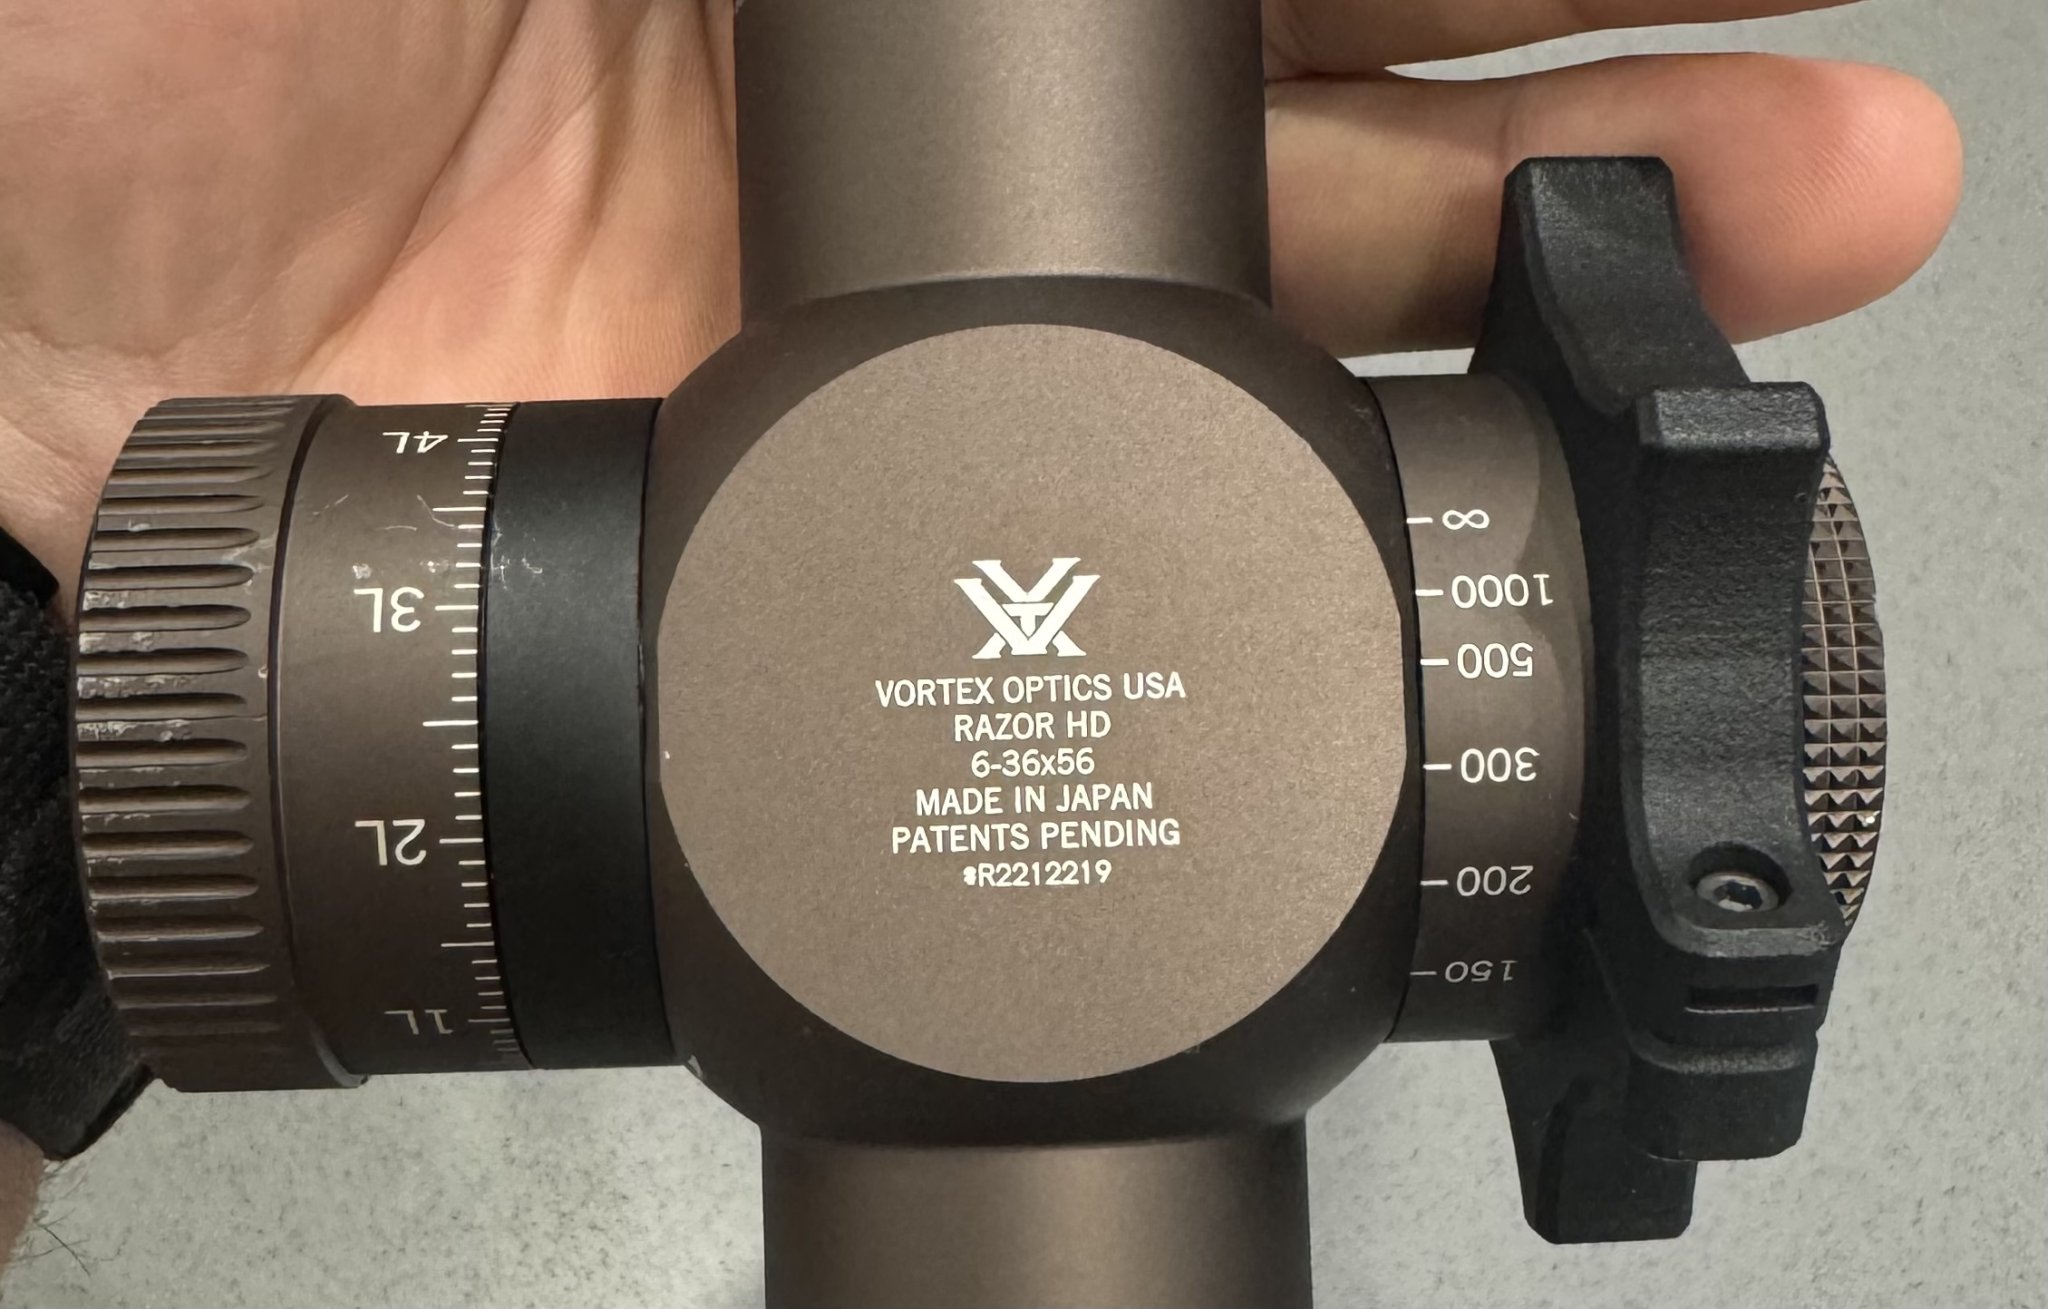 4L
3L
2L
1L
VORTEX OPTICS USA
RAZOR HD
6-36x56
MADE IN JAPAN
PATENTS PENDING
R2212219
∞
1000
500
300
200
150